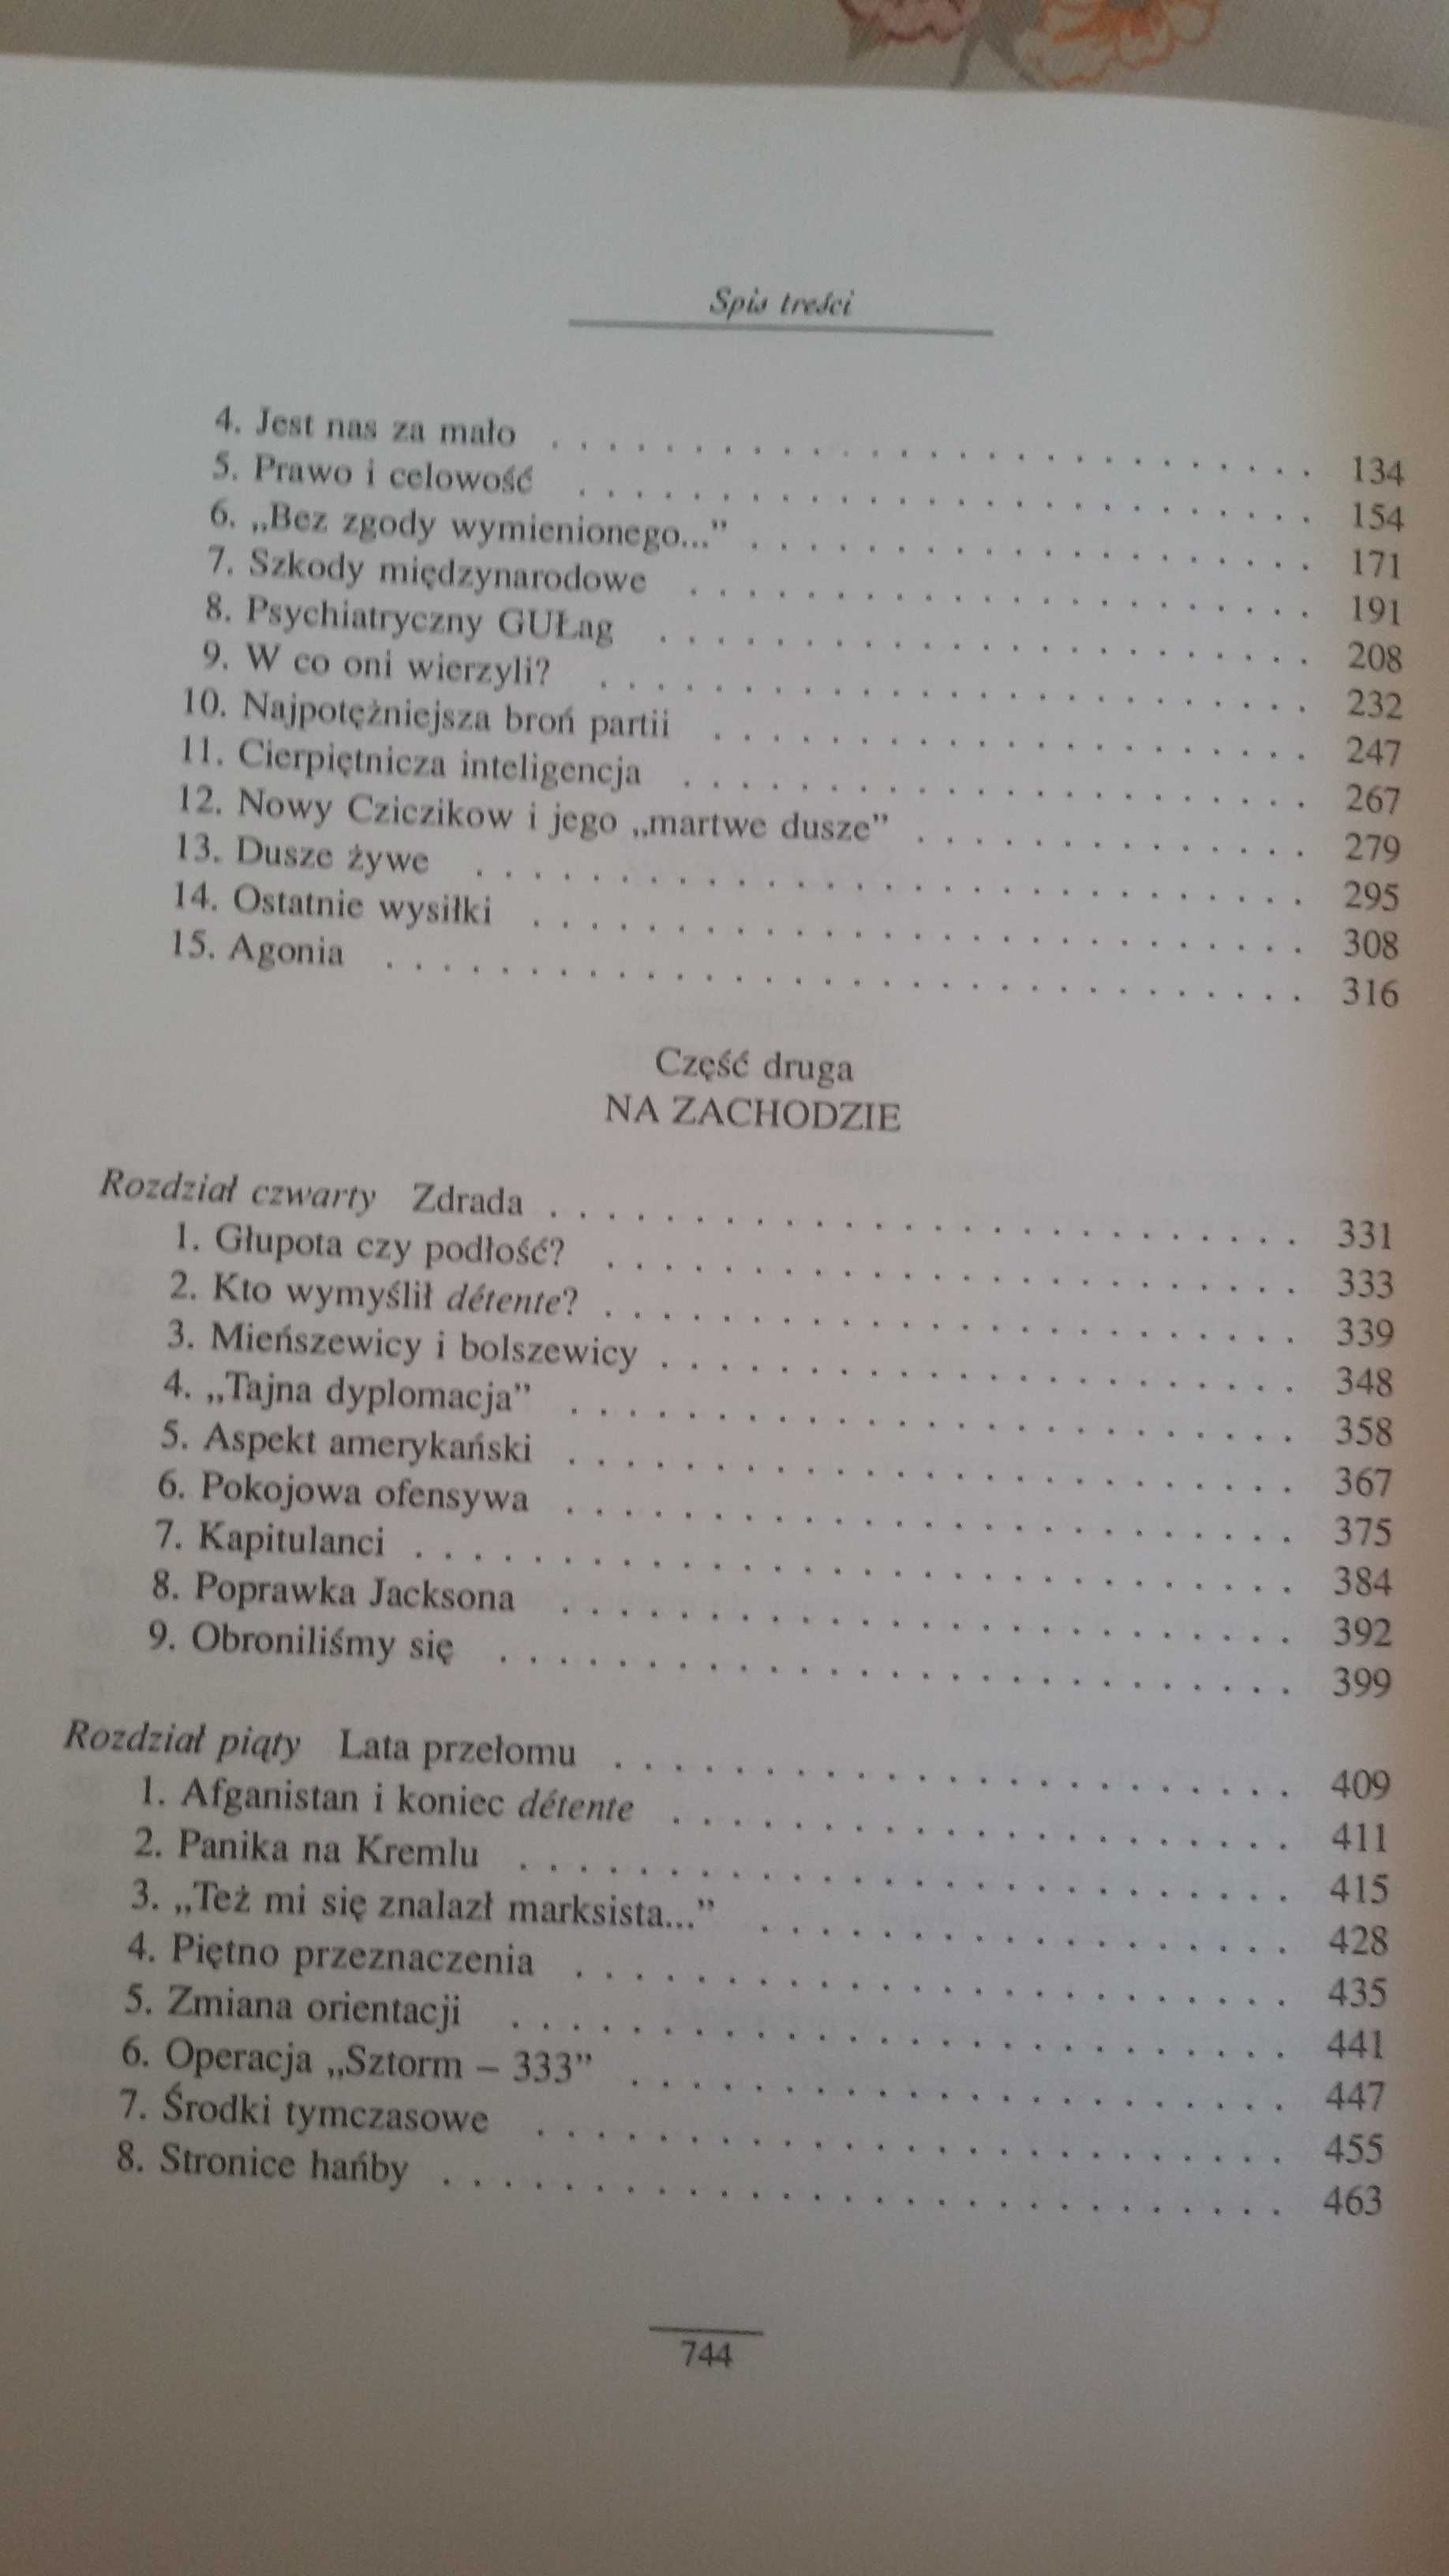 Spis treści
4. Jest nas za mało . . . . . . . . . . . . . . . . . . . . . . . . . . . 134
5. Prawo i celowość . . . . . . . . . . . . . . . . . . . . . . . . . . 154
6. „Bez zgody wymienionego...” . . . . . . . . . . . . . . . . . . . . 171
7. Szkody międzynarodowe . . . . . . . . . . . . . . . . . . . . . . 191
8. Psychiatryczny GUŁag . . . . . . . . . . . . . . . . . . . . . . . 208
9. W co oni wierzyli? . . . . . . . . . . . . . . . . . . . . . . . . . 232
10. Najpotężniejsza broń partii . . . . . . . . . . . . . . . . . . . . . 247
11. Cierpiętnicza inteligencja . . . . . . . . . . . . . . . . . . . . . . 267
12. Nowy Cziczikow i jego „martwe dusze” . . . . . . . . . . . . . . 279
13. Dusze żywe . . . . . . . . . . . . . . . . . . . . . . . . . . . . . 295
14. Ostatnie wysiłki . . . . . . . . . . . . . . . . . . . . . . . . . . . 308
15. Agonia . . . . . . . . . . . . . . . . . . . . . . . . . . . . . . . . 316
Część druga
NA ZACHODZIE
Rozdział czwarty Zdrada . . . . . . . . . . . . . . . . . . . . . . . . . . 331
1. Głupota czy podłość? . . . . . . . . . . . . . . . . . . . . . . . . 333
2. Kto wymyślił détente? . . . . . . . . . . . . . . . . . . . . . . . . 339
3. Mieńszewicy i bolszewicy . . . . . . . . . . . . . . . . . . . . . . 348
4. „Tajna dyplomacja” . . . . . . . . . . . . . . . . . . . . . . . . . 358
5. Aspekt amerykański . . . . . . . . . . . . . . . . . . . . . . . . . 367
6. Pokojowa ofensywa . . . . . . . . . . . . . . . . . . . . . . . . . 375
7. Kapitulanci . . . . . . . . . . . . . . . . . . . . . . . . . . . . . . 384
8. Poprawka Jacksona . . . . . . . . . . . . . . . . . . . . . . . . . 392
9. Obroniliśmy się . . . . . . . . . . . . . . . . . . . . . . . . . . . 399
Rozdział piąty Lata przełomu . . . . . . . . . . . . . . . . . . . . . . . 409
1. Afganistan i koniec détente . . . . . . . . . . . . . . . . . . . . . 411
2. Panika na Kremlu . . . . . . . . . . . . . . . . . . . . . . . . . . 415
3. „Też mi się znalazł marksista...” . . . . . . . . . . . . . . . . . . 428
4. Piętno przeznaczenia . . . . . . . . . . . . . . . . . . . . . . . . 435
5. Zmiana orientacji . . . . . . . . . . . . . . . . . . . . . . . . . . 441
6. Operacja „Sztorm – 333” . . . . . . . . . . . . . . . . . . . . . . 447
7. Środki tymczasowe . . . . . . . . . . . . . . . . . . . . . . . . . 455
8. Stronice hańby . . . . . . . . . . . . . . . . . . . . . . . . . . . . 463
744